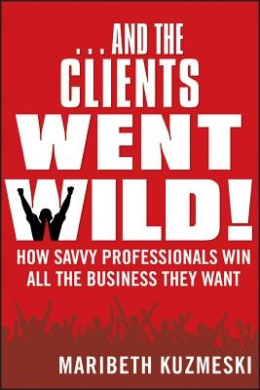 ...AND THE
CLIENTS
WENT
WILD!
HOW SAVVY PROFESSIONALS WIN
ALL THE BUSINESS THEY WANT
MARIBETH KUZMESKI